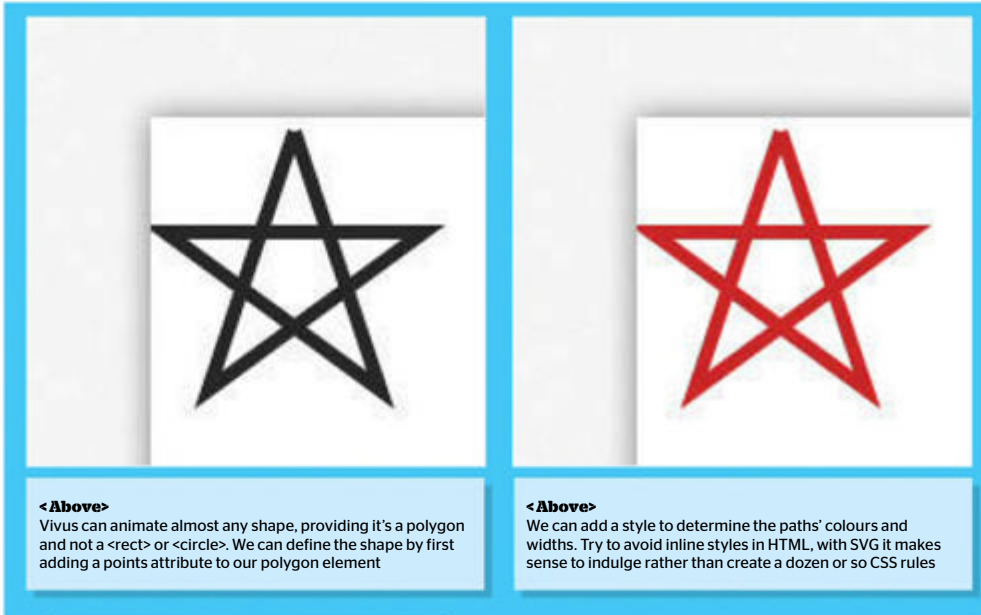 <Above>
Vivus can animate almost any shape, providing it's a polygon
and not a <rect> or <circle>. We can define the shape by first
adding a points attribute to our polygon element
<Above>
We can add a style to determine the paths' colours and
widths. Try to avoid inline styles in HTML, with SVG it makes
sense to indulge rather than create a dozen or so CSS rules